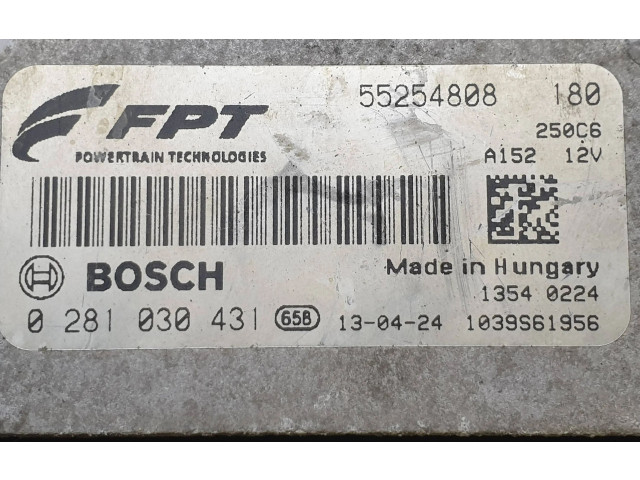 FPT 55254808 180
250C6
POWERTRAIN TECHNOLOGIES A152 12V
BOSCH Made in Hungary
1354 0224
0 281 030 431 65B 13-04-24 1039S61956